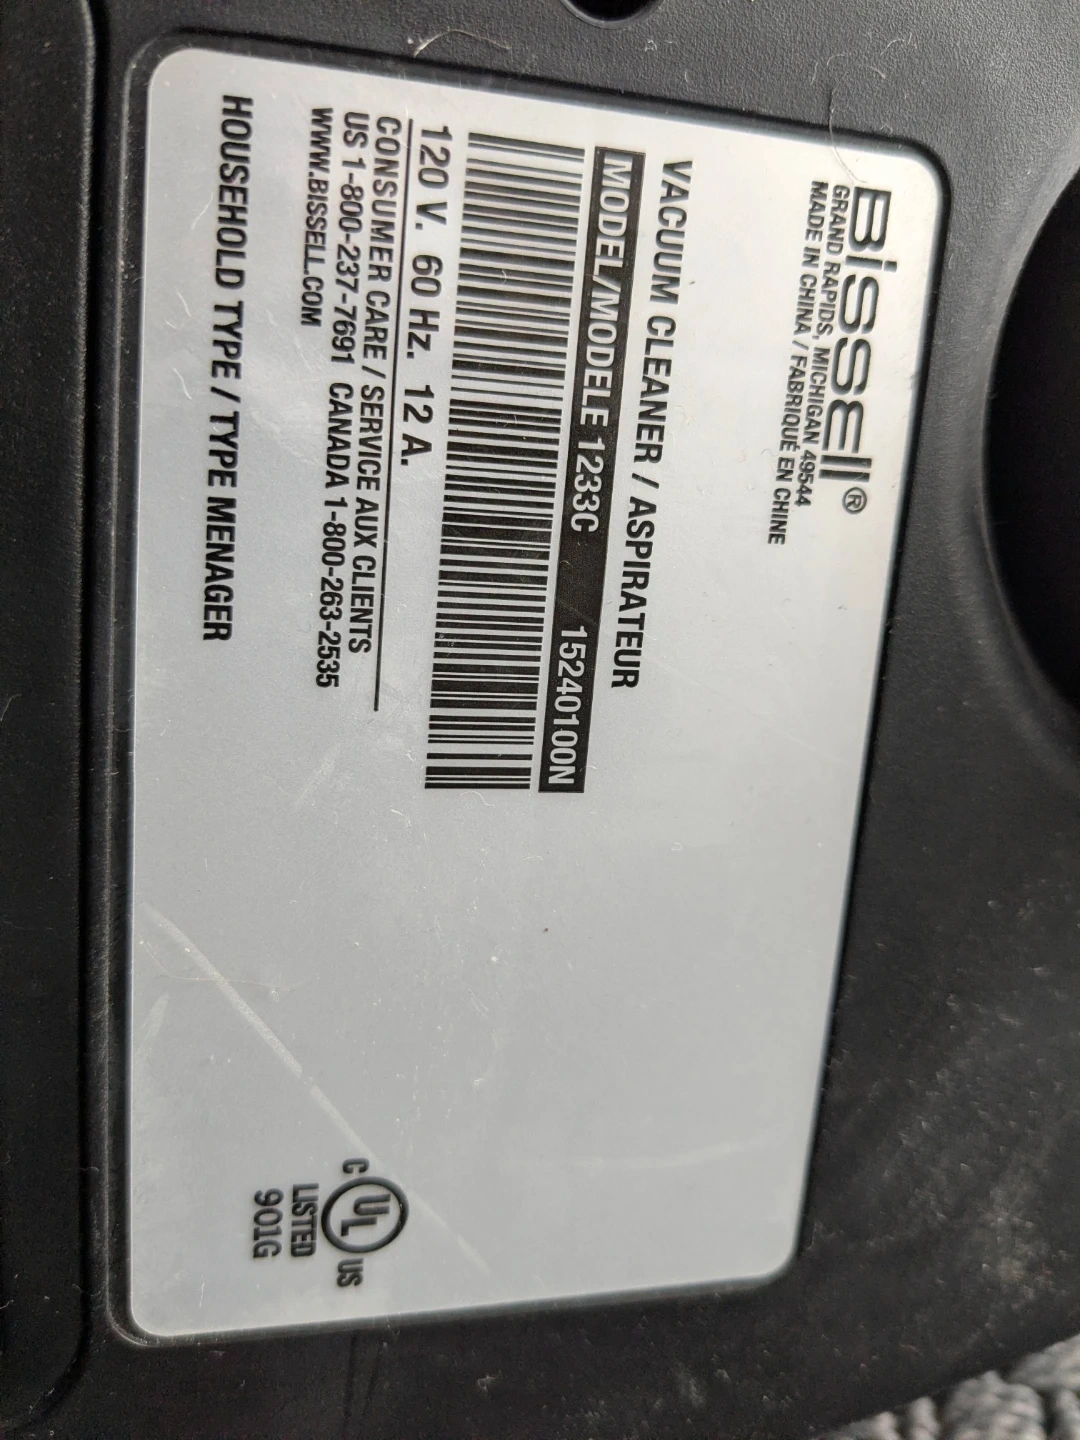 BISSELL®
GRAND RAPIDS, MICHIGAN 49544
MADE IN CHINA / FABRIQUÉ EN CHINE
VACUUM CLEANER / ASPIRATEUR
MODEL/MODELE 1233C 15240100N
120 V. 60 Hz. 12 A.
CONSUMER CARE / SERVICE AUX CLIENTS
US 1-800-237-7691 CANADA 1-800-263-2535
WWW.BISSELL.COM
HOUSEHOLD TYPE / TYPE MENAGER
C UL US
LISTED
901G